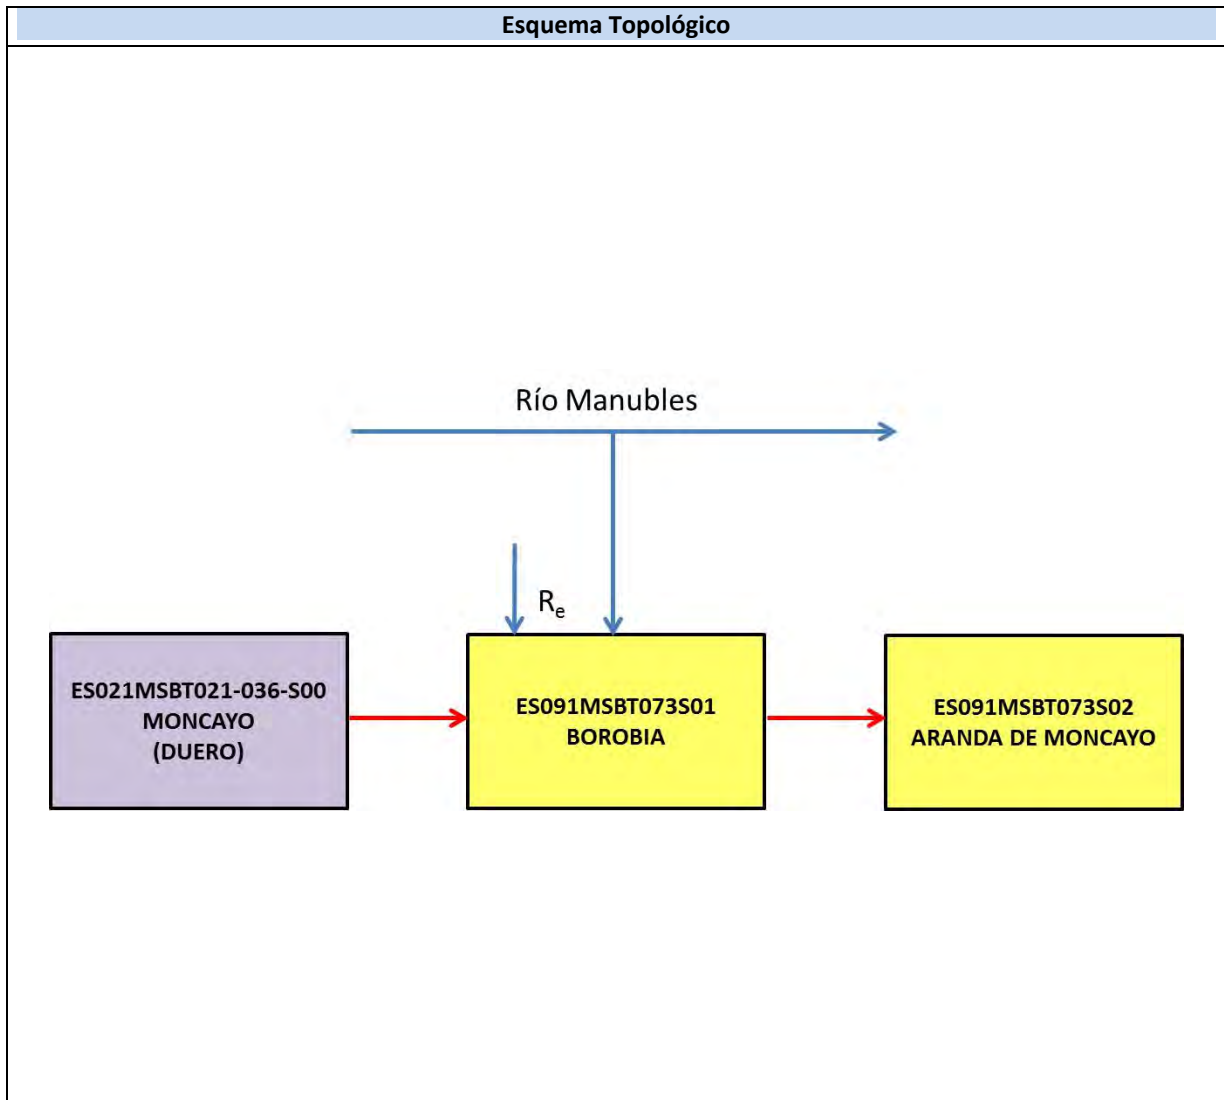 Esquema Topológico
Río Manubles
Re
ES021MSBT021-036-S00
MONCAYO
(DUERO)
ES091MSBT073S01
BOROBIA
ES091MSBT073S02
ARANDA DE MONCAYO